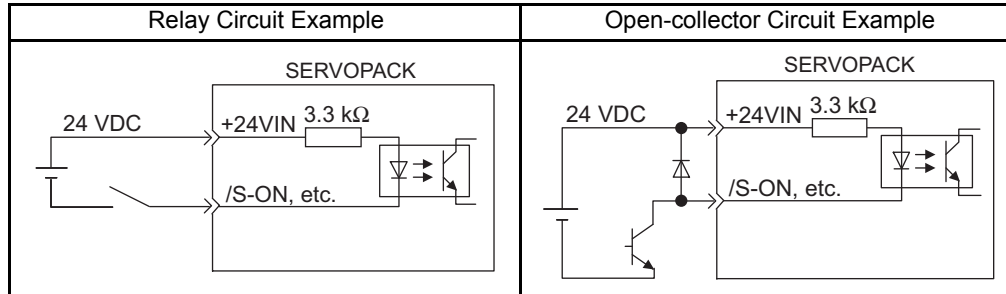 Relay Circuit Example
Open-collector Circuit Example
SERVOPACK
24 VDC
+24VIN 3.3 kΩ
/S-ON, etc.
SERVOPACK
24 VDC
+24VIN 3.3 kΩ
/S-ON, etc.